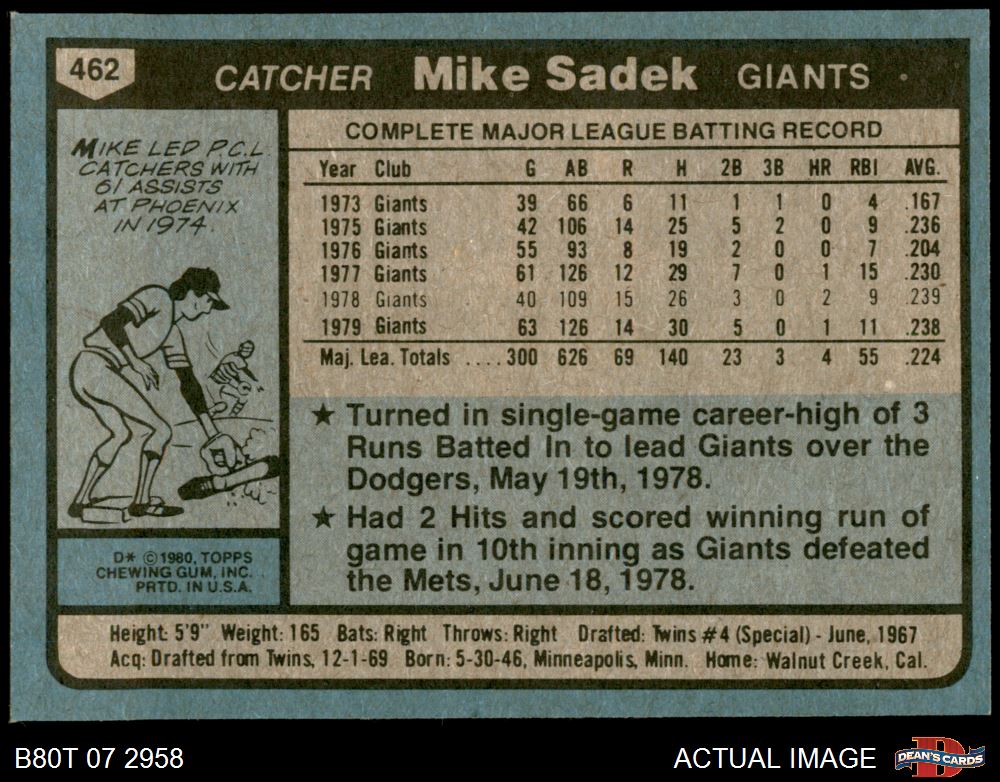 462
CATCHER Mike Sadek GIANTS
MIKE LED P.C.L.
CATCHERS WITH
61 ASSISTS
AT PHOENIX
IN 1974.
COMPLETE MAJOR LEAGUE BATTING RECORD
Year Club G AB R H 2B 3B HR RBI AVG.
1973 Giants 39 66 6 11 1 1 0 4 .167
1975 Giants 42 106 14 25 5 2 0 9 .236
1976 Giants 55 93 8 19 2 0 0 7 .204
1977 Giants 61 126 12 29 7 0 1 15 .230
1978 Giants 40 109 15 26 3 0 2 9 .239
1979 Giants 63 126 14 30 5 0 1 11 .238
Maj. Lea. Totals .... 300 626 69 140 23 3 4 55 .224
★ Turned in single-game career-high of 3
Runs Batted In to lead Giants over the
Dodgers, May 19th, 1978.
★ Had 2 Hits and scored winning run of
game in 10th inning as Giants defeated
the Mets, June 18, 1978.
D* ©1980, TOPPS
CHEWING GUM, INC.
PRTD. IN U.S.A.
Height: 5'9" Weight: 165 Bats: Right Throws: Right Drafted: Twins #4 (Special) - June, 1967
Acq: Drafted from Twins, 12-1-69 Born: 5-30-46, Minneapolis, Minn. Home: Walnut Creek, Cal.
B80T 07 2958
ACTUAL IMAGE
D
DEAN'S CARDS